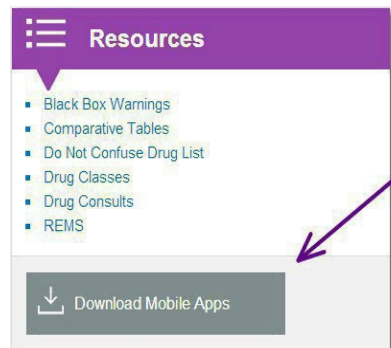 Resources
Black Box Warnings
Comparative Tables
Do Not Confuse Drug List
Drug Classes
Drug Consults
REMS
Download Mobile Apps